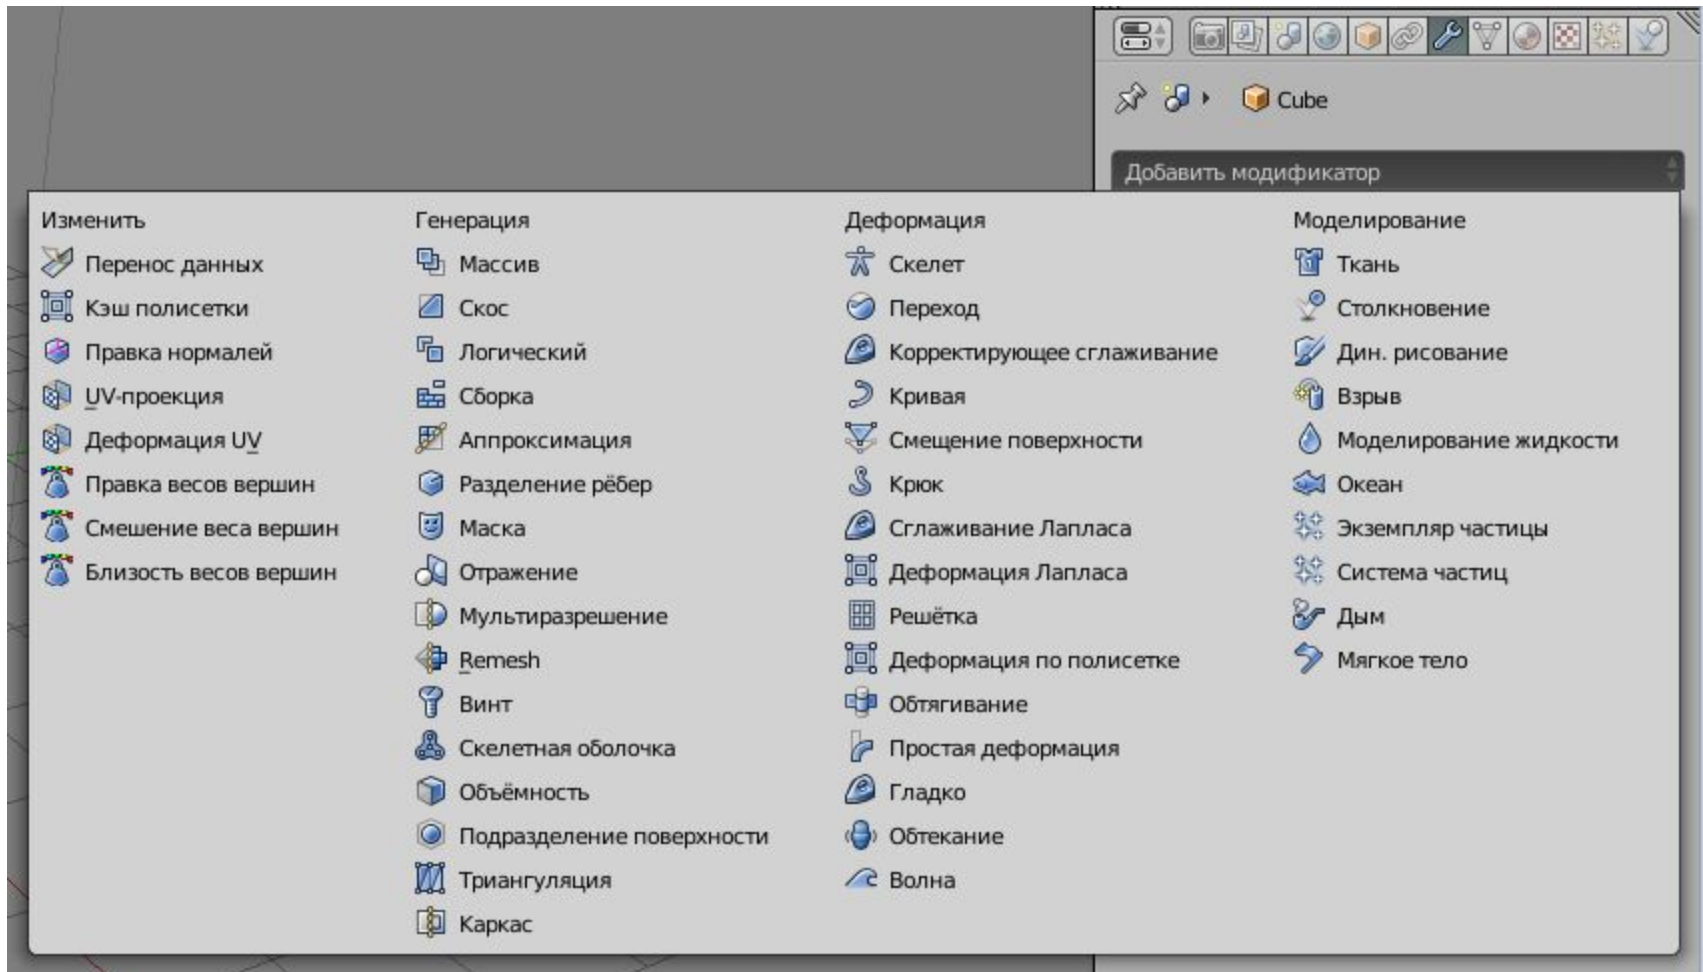 Cube
Добавить модификатор
Изменить
Перенос данных
Кэш полисетки
Правка нормалей
UV-проекция
Деформация UV
Правка весов вершин
Смешение веса вершин
Близость весов вершин
Генерация
Массив
Скос
Логический
Сборка
Аппроксимация
Разделение рёбер
Маска
Отражение
Мультиразрешение
Remesh
Винт
Скелетная оболочка
Объёмность
Подразделение поверхности
Триангуляция
Каркас
Деформация
Скелет
Переход
Корректирующее сглаживание
Кривая
Смещение поверхности
Крюк
Сглаживание Лапласа
Деформация Лапласа
Решётка
Деформация по полисетке
Обтягивание
Простая деформация
Гладко
Обтекание
Волна
Моделирование
Ткань
Столкновение
Дин. рисование
Взрыв
Моделирование жидкости
Океан
Экземпляр частицы
Система частиц
Дым
Мягкое тело